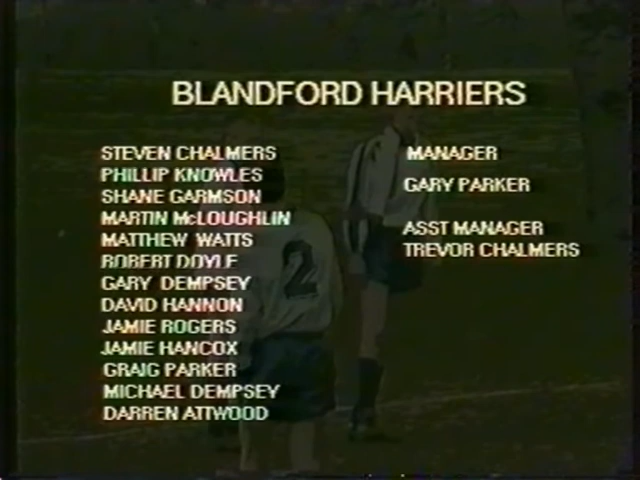 BLANDFORD HARRIERS
STEVEN CHALMERS
PHILLIP KNOWLES
SHANE GARMSON
MARTIN McLOUGHLIN
MATTHEW WATTS
ROBERT DOYLE
GARY DEMPSEY
DAVID HANNON
JAMIE ROGERS
JAMIE HANCOX
GRAIG PARKER
MICHAEL DEMPSEY
DARREN ATTWOOD
MANAGER
GARY PARKER
ASST MANAGER
TREVOR CHALMERS
2